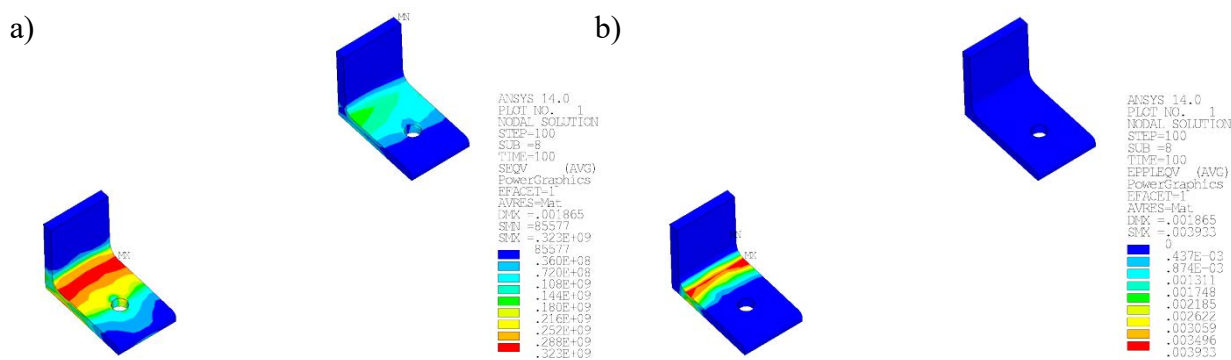 a)
MN
ANSYS 14.0
PLOT NO. 1
NODAL SOLUTION
STEP=100
SUB =8
TIME=100
SEQV (AVG)
PowerGraphics
EFACET=1
AVRES=Mat
DMX =.001865
SMN =85577
SMX =.323E+09
85577
.360E+08
.720E+08
.108E+09
.144E+09
.180E+09
.216E+09
.252E+09
.288E+09
.323E+09
MX
b)
ANSYS 14.0
PLOT NO. 1
NODAL SOLUTION
STEP=100
SUB =8
TIME=100
EPPLEQV (AVG)
PowerGraphics
EFACET=1
AVRES=Mat
DMX =.001865
SMX =.003933
0
.437E-03
.874E-03
.001311
.001748
.002185
.002622
.003059
.003496
.003933
MN
MX